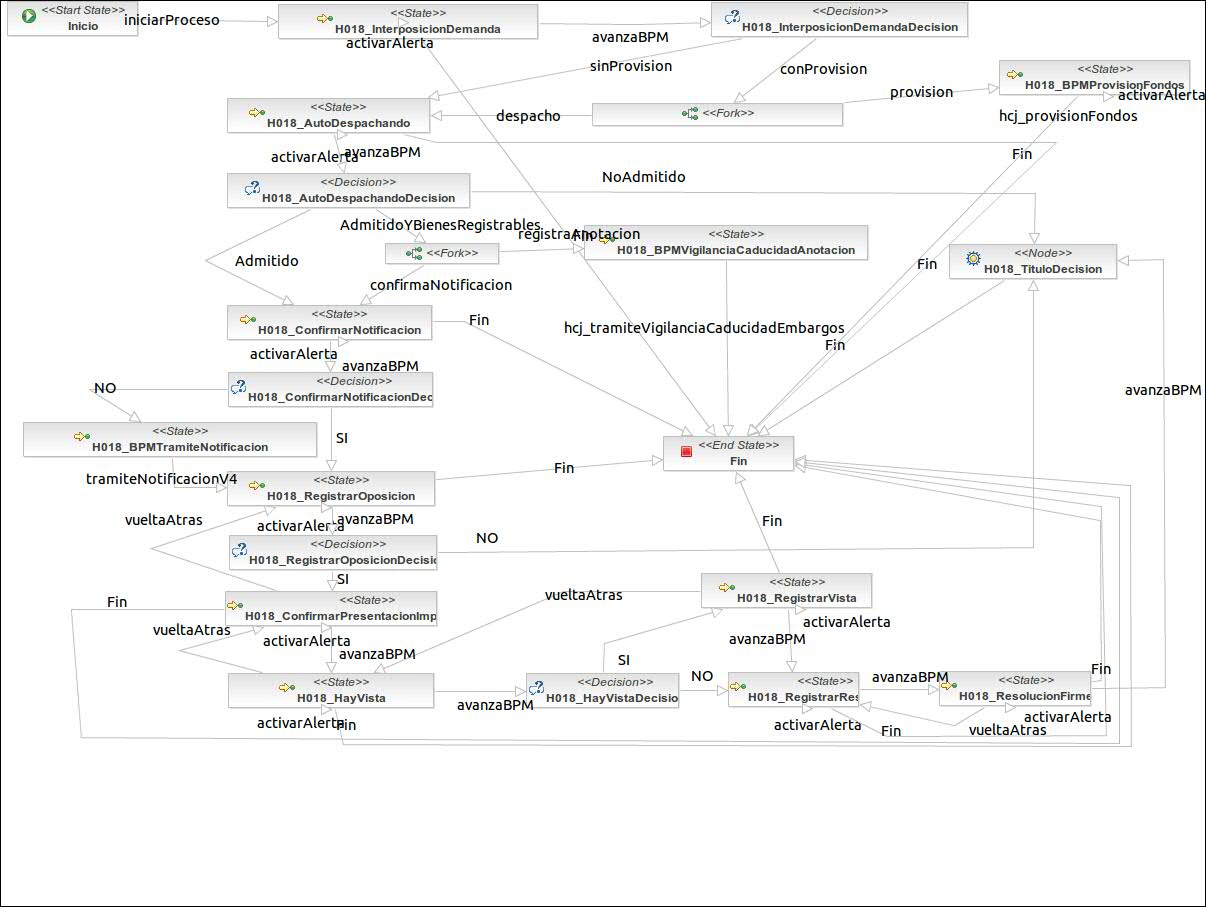 <<Start State>>
Inicio
iniciarProceso
<<State>>
H018_InterposicionDemanda
activarAlerta
avanzaBPM
<<Decision>>
H018_InterposicionDemandaDecision
sinProvision
conProvision
<<State>>
H018_BPMProvisionFondos
activarAlerta
provision
hcj_provisionFondos
<<State>>
H018_AutoDespachando
despacho
<<Fork>>
activarAlerta
avanzaBPM
Fin
<<Decision>>
H018_AutoDespachandoDecision
NoAdmitido
AdmitidoYBienesRegistrables
registraAnotacion
Fin
<<State>>
H018_BPMVigilanciaCaducidadAnotacion
<<Fork>>
Admitido
Fin
<<Node>>
H018_TituloDecision
confirmaNotificacion
<<State>>
H018_ConfirmarNotificacion
Fin
hcj_tramiteVigilanciaCaducidadEmbargos
Fin
activarAlerta
avanzaBPM
<<Decision>>
H018_ConfirmarNotificacionDec
NO
avanzaBPM
<<State>>
H018_BPMTramiteNotificacion
SI
<<End State>>
Fin
tramiteNotificacionV4
<<State>>
H018_RegistrarOposicion
Fin
vueltaAtras
activarAlerta
avanzaBPM
Fin
<<Decision>>
H018_RegistrarOposicionDecisio
NO
SI
<<State>>
H018_ConfirmarPresentacionImp
Fin
<<State>>
H018_RegistrarVista
vueltaAtras
activarAlerta
vueltaAtras
activarAlerta
avanzaBPM
avanzaBPM
SI
<<State>>
H018_HayVista
avanzaBPM
<<Decision>>
H018_HayVistaDecisio
NO
<<State>>
H018_RegistrarRes
avanzaBPM
<<State>>
H018_ResolucionFirme
Fin
activarAlerta
Fin
activarAlerta
Fin
vueltaAtras
activarAlerta